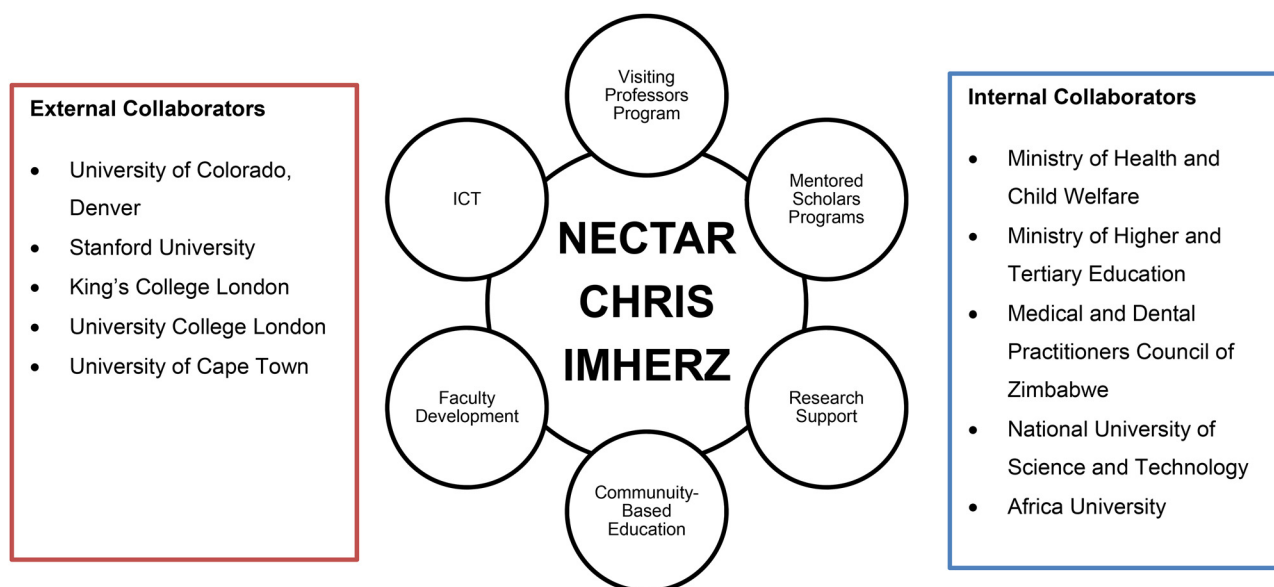 External Collaborators
• University of Colorado,
Denver
• Stanford University
• King’s College London
• University College London
• University of Cape Town
Visiting
Professors
Program
ICT
Mentored
Scholars
Programs
NECTAR
CHRIS
IMHERZ
Faculty
Development
Research
Support
Communuity-
Based
Education
Internal Collaborators
• Ministry of Health and
Child Welfare
• Ministry of Higher and
Tertiary Education
• Medical and Dental
Practitioners Council of
Zimbabwe
• National University of
Science and Technology
• Africa University